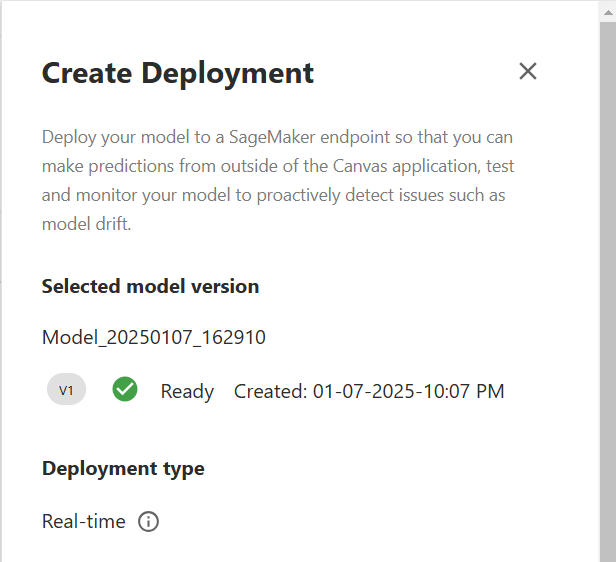 Create Deployment
Deploy your model to a SageMaker endpoint so that you can
make predictions from outside of the Canvas application, test
and monitor your model to proactively detect issues such as
model drift.
Selected model version
Model_20250107_162910
V1 Ready Created: 01-07-2025-10:07 PM
Deployment type
Real-time